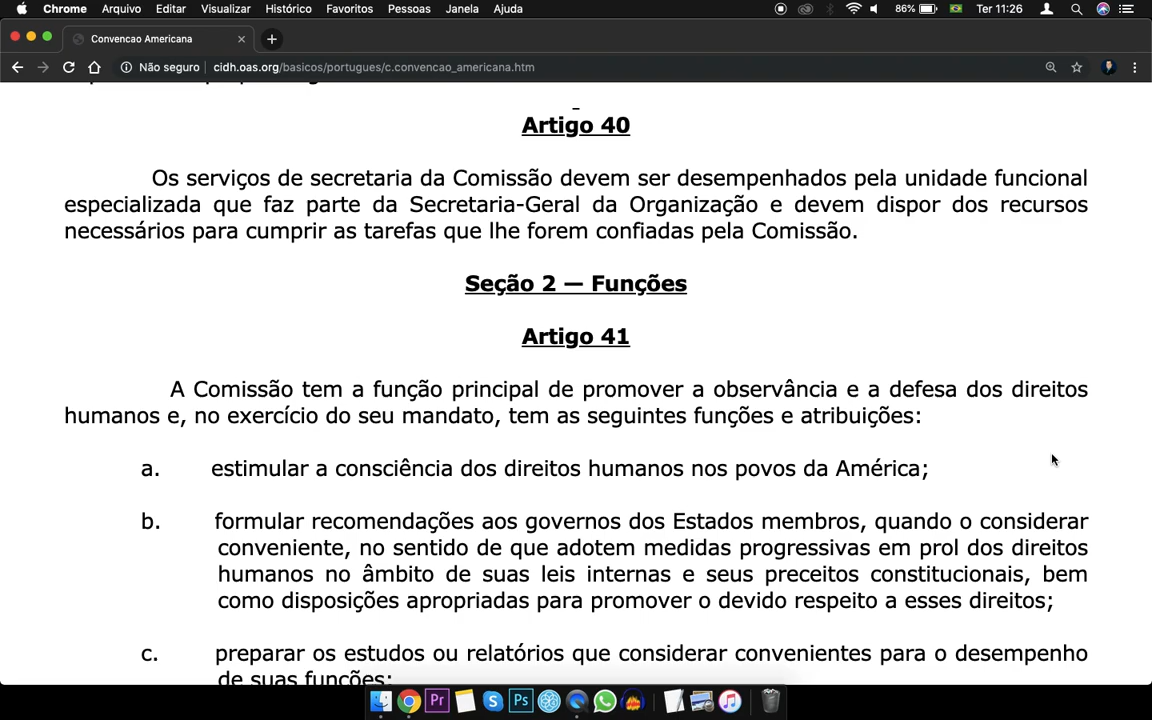 Chrome Arquivo Editar Visualizar Histórico Favoritos Pessoas Janela Ajuda 86% Ter 11:26
Convencao Americana
Não seguro cidh.oas.org/basicos/portugues/c.convencao_americana.htm
Artigo 40
Os serviços de secretaria da Comissão devem ser desempenhados pela unidade funcional
especializada que faz parte da Secretaria-Geral da Organização e devem dispor dos recursos
necessários para cumprir as tarefas que lhe forem confiadas pela Comissão.
Seção 2 — Funções
Artigo 41
A Comissão tem a função principal de promover a observância e a defesa dos direitos
humanos e, no exercício do seu mandato, tem as seguintes funções e atribuições:
a. estimular a consciência dos direitos humanos nos povos da América;
b. formular recomendações aos governos dos Estados membros, quando o considerar
conveniente, no sentido de que adotem medidas progressivas em prol dos direitos
humanos no âmbito de suas leis internas e seus preceitos constitucionais, bem
como disposições apropriadas para promover o devido respeito a esses direitos;
c. preparar os estudos ou relatórios que considerar convenientes para o desempenho
de suas funções;
Pr Ps